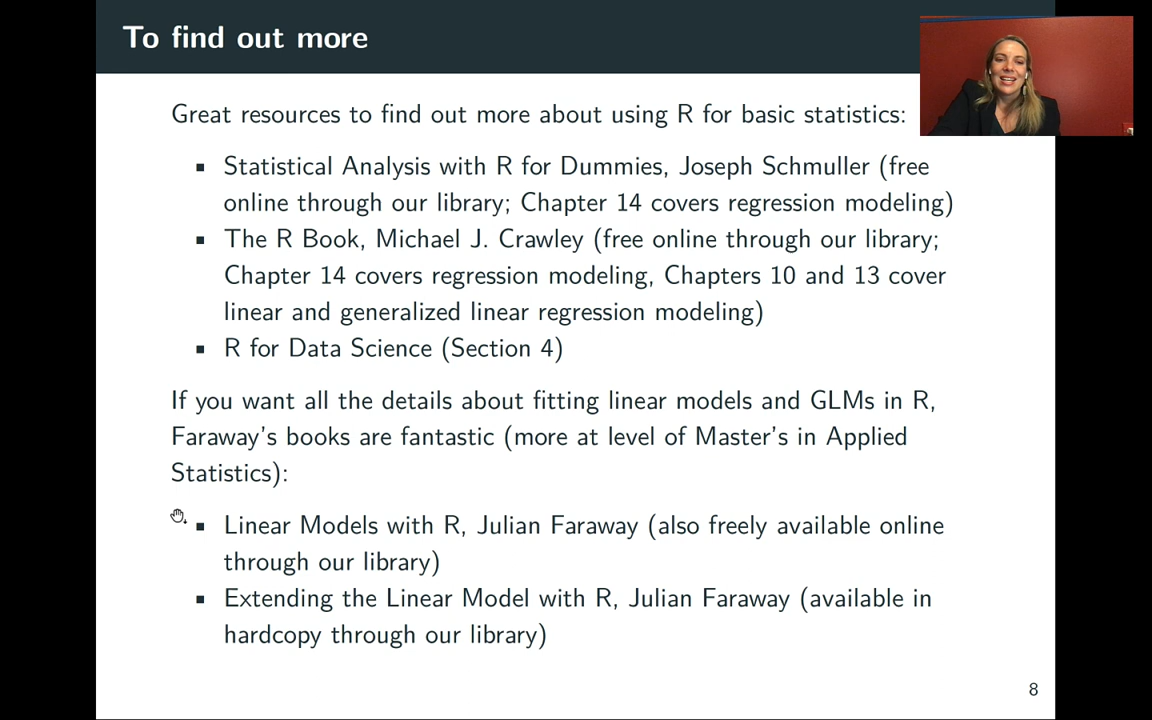 To find out more
Great resources to find out more about using R for basic statistics:
▪ Statistical Analysis with R for Dummies, Joseph Schmuller (free
online through our library; Chapter 14 covers regression modeling)
▪ The R Book, Michael J. Crawley (free online through our library;
Chapter 14 covers regression modeling, Chapters 10 and 13 cover
linear and generalized linear regression modeling)
▪ R for Data Science (Section 4)
If you want all the details about fitting linear models and GLMs in R,
Faraway's books are fantastic (more at level of Master's in Applied
Statistics):
▪ Linear Models with R, Julian Faraway (also freely available online
through our library)
▪ Extending the Linear Model with R, Julian Faraway (available in
hardcopy through our library)
8